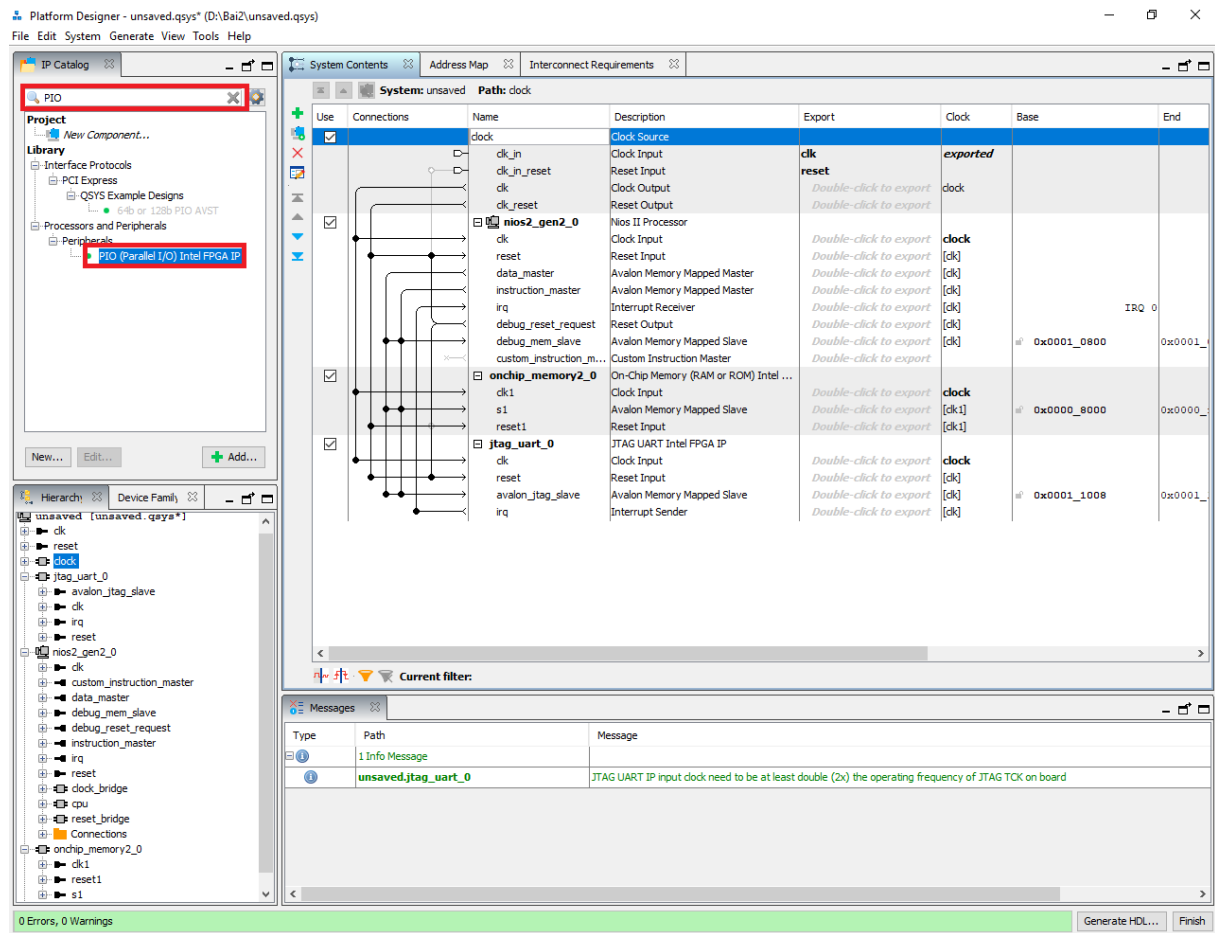 Platform Designer - unsaved.qsys* (D:\Bai2\unsaved.qsys)
File Edit System Generate View Tools Help
IP Catalog
PIO
Project
New Component...
Library
Interface Protocols
PCI Express
QSYS Example Designs
64b or 128b PIO AVST
Processors and Peripherals
Peripherals
PIO (Parallel I/O) Intel FPGA IP
New... Edit... Add...
Hierarchy Device Family
unsaved [unsaved.qsys*]
clk
reset
clock
jtag_uart_0
avalon_jtag_slave
clk
irq
reset
nios2_gen2_0
clk
custom_instruction_master
data_master
debug_mem_slave
debug_reset_request
instruction_master
irq
reset
clock_bridge
cpu
reset_bridge
Connections
onchip_memory2_0
clk1
reset1
s1
System Contents Address Map Interconnect Requirements
System: unsaved Path: clock
Use Connections Name Description Export Clock Base End
clock Clock Source
clk_in Clock Input clk exported
clk_in_reset Reset Input reset
clk Clock Output Double-click to export clock
clk_reset Reset Output Double-click to export
nios2_gen2_0 Nios II Processor
clk Clock Input Double-click to export clock
reset Reset Input Double-click to export [clk]
data_master Avalon Memory Mapped Master Double-click to export [clk]
instruction_master Avalon Memory Mapped Master Double-click to export [clk]
irq Interrupt Receiver Double-click to export [clk] IRQ 0
debug_reset_request Reset Output Double-click to export [clk]
debug_mem_slave Avalon Memory Mapped Slave Double-click to export [clk] 0x0001_0800 0x0001_
custom_instruction_m... Custom Instruction Master Double-click to export
onchip_memory2_0 On-Chip Memory (RAM or ROM) Intel ...
clk1 Clock Input Double-click to export clock
s1 Avalon Memory Mapped Slave Double-click to export [clk1] 0x0000_8000 0x0000_
reset1 Reset Input Double-click to export [clk1]
jtag_uart_0 JTAG UART Intel FPGA IP
clk Clock Input Double-click to export clock
reset Reset Input Double-click to export [clk]
avalon_jtag_slave Avalon Memory Mapped Slave Double-click to export [clk] 0x0001_1008 0x0001_
irq Interrupt Sender Double-click to export [clk]
Current filter:
Messages
Type Path Message
1 Info Message
unsaved.jtag_uart_0 JTAG UART IP input clock need to be at least double (2x) the operating frequency of JTAG TCK on board
0 Errors, 0 Warnings
Generate HDL... Finish